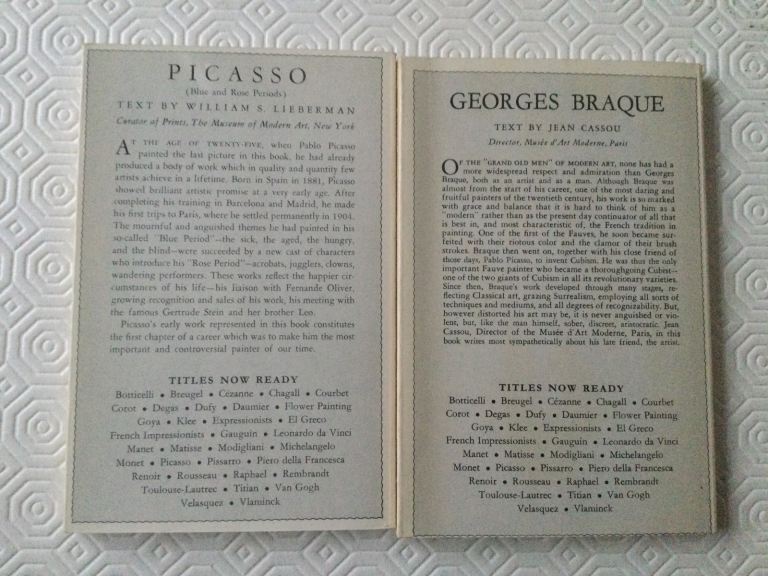 PICASSO
(Blue and Rose Periods)
TEXT BY WILLIAM S. LIEBERMAN
Curator of Prints, The Museum of Modern Art, New York
AT THE AGE OF TWENTY-FIVE, when Pablo Picasso
painted the last picture in this book, he had already
produced a body of work which in quality and quantity few
artists achieve in a lifetime. Born in Spain in 1881, Picasso
showed brilliant artistic promise at a very early age. After
completing his training in Barcelona and Madrid, he made
his first trips to Paris, where he settled permanently in 1904.
The mournful and anguished themes he had painted in his
so-called "Blue Period"—the sick, the aged, the hungry,
and the blind—were succeeded by a new cast of characters
who introduce his "Rose Period"—acrobats, jugglers, clowns,
wandering performers. These works reflect the happier cir-
cumstances of his life—his liaison with Fernande Oliver,
growing recognition and sales of his work, his meeting with
the famous Gertrude Stein and her brother Leo.
Picasso's early work represented in this book constitutes
the first chapter of a career which was to make him the most
important and controversial painter of our time.
TITLES NOW READY
Botticelli • Breugel • Cézanne • Chagall • Courbet
Corot • Degas • Dufy • Daumier • Flower Painting
Goya • Klee • Expressionists • El Greco
French Impressionists • Gauguin • Leonardo da Vinci
Manet • Matisse • Modigliani • Michelangelo
Monet • Picasso • Pissarro • Piero della Francesca
Renoir • Rousseau • Raphael • Rembrandt
Toulouse-Lautrec • Titian • Van Gogh
Velasquez • Vlaminck
GEORGES BRAQUE
TEXT BY JEAN CASSOU
Director, Musée d'Art Moderne, Paris
OF THE "GRAND OLD MEN" OF MODERN ART, none has had a
more widespread respect and admiration than Georges
Braque, both as an artist and as a man. Although Braque was
almost from the start of his career, one of the most daring and
fruitful painters of the twentieth century, his work is so marked
with grace and balance that it is hard to think of him as a
"modern" rather than as the present day continuator of all that
is best in, and most characteristic of, the French tradition in
painting. One of the first of the Fauves, he soon became sur-
feited with their riotous color and the clamor of their brush
strokes. Braque then went on, together with his close friend of
those days, Pablo Picasso, to invent Cubism. He was thus the only
important Fauve painter who became a thoroughgoing Cubist—
one of the two giants of Cubism in all its revolutionary varieties.
Since then, Braque's work developed through many stages, re-
flecting Classical art, grazing Surrealism, employing all sorts of
techniques and mediums, and all degrees of recognizability. But,
however distorted his art may be, it is never anguished or vio-
lent, but, like the man himself, sober, discreet, aristocratic. Jean
Cassou, Director of the Musée d'Art Moderne, Paris, in this
book writes most sympathetically about his late friend, the artist.
TITLES NOW READY
Botticelli • Breugel • Cézanne • Chagall • Courbet
Corot • Degas • Dufy • Daumier • Flower Painting
Goya • Klee • Expressionists • El Greco
French Impressionists • Gauguin • Leonardo da Vinci
Manet • Matisse • Modigliani • Michelangelo
Monet • Picasso • Pissarro • Piero della Francesca
Renoir • Rousseau • Raphael • Rembrandt
Toulouse-Lautrec • Titian • Van Gogh
Velasquez • Vlaminck